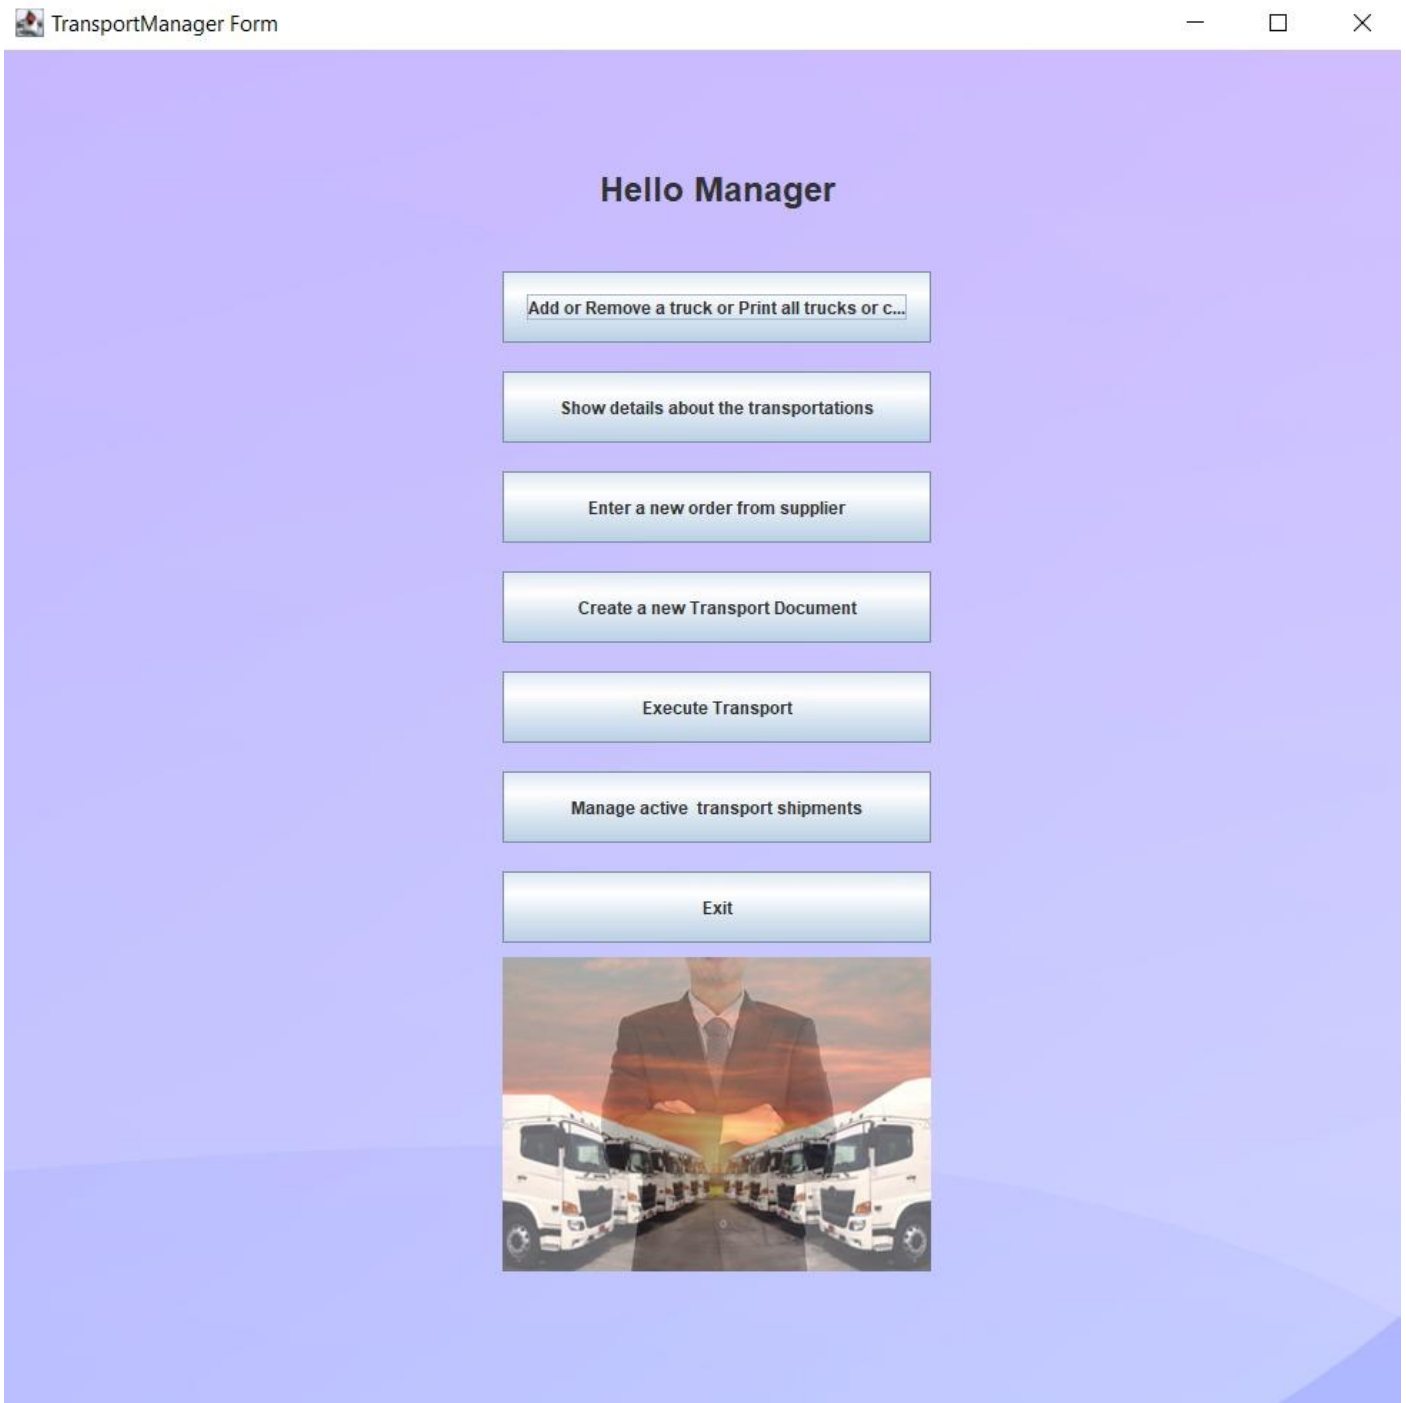 TransportManager Form
Hello Manager
Add or Remove a truck or Print all trucks or c...
Show details about the transportations
Enter a new order from supplier
Create a new Transport Document
Execute Transport
Manage active  transport shipments
Exit